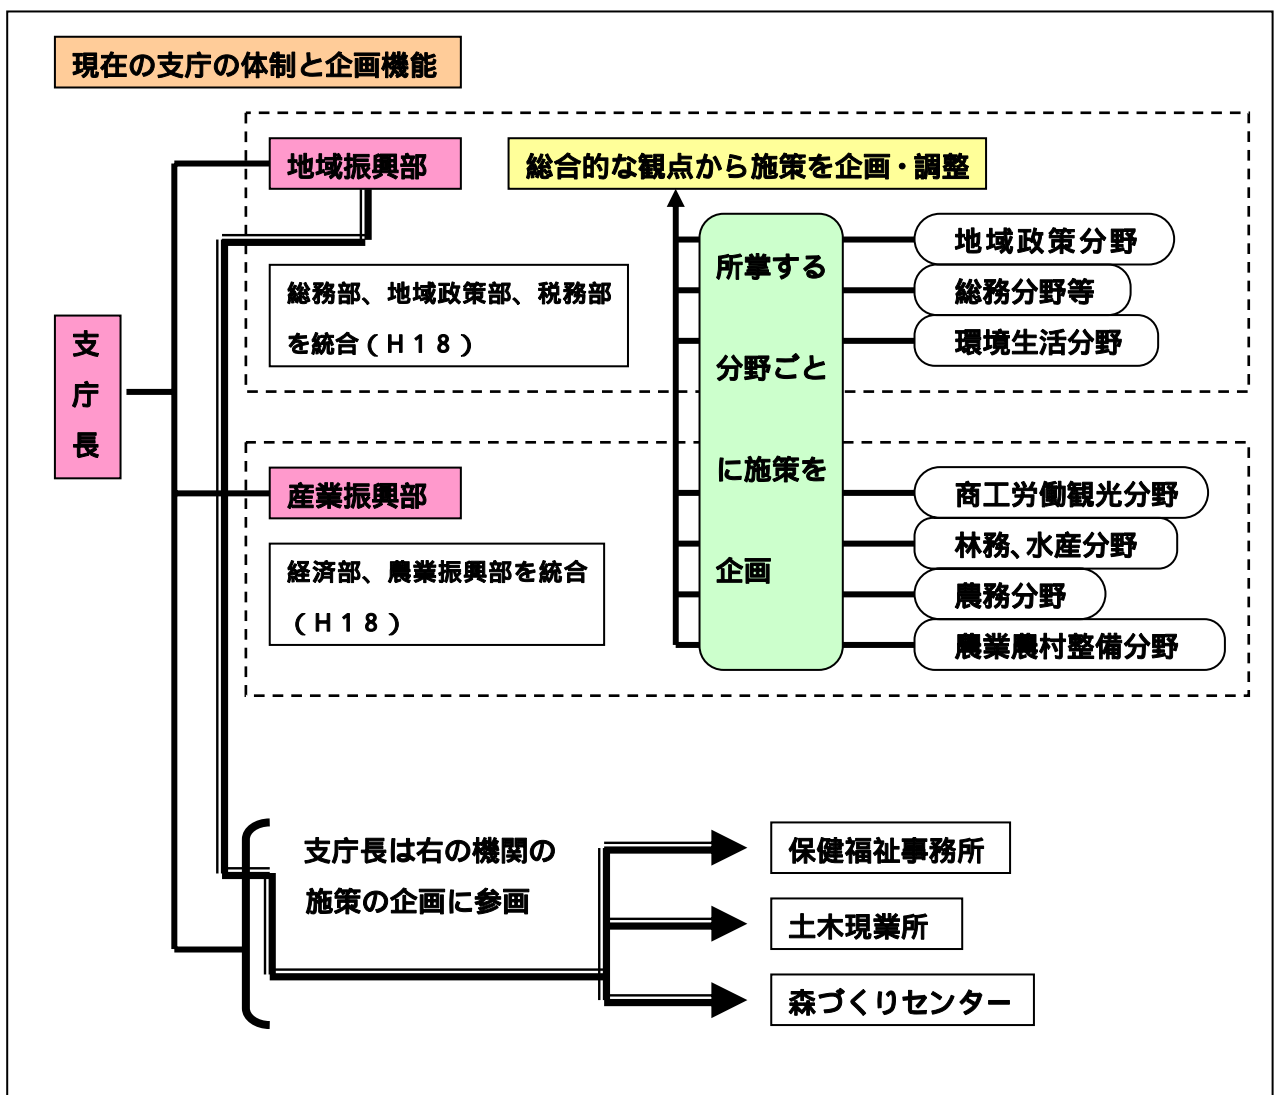 現在の支庁の体制と企画機能
地域振興部
総合的な観点から施策を企画・調整
総務部、地域政策部、税務部
を統合（Ｈ１８）
支
庁
長
所掌する
分野ごと
に施策を
企画
地域政策分野
総務分野等
環境生活分野
産業振興部
経済部、農業振興部を統合
（Ｈ１８）
商工労働観光分野
林務、水産分野
農務分野
農業農村整備分野
支庁長は右の機関の
施策の企画に参画
保健福祉事務所
土木現業所
森づくりセンター